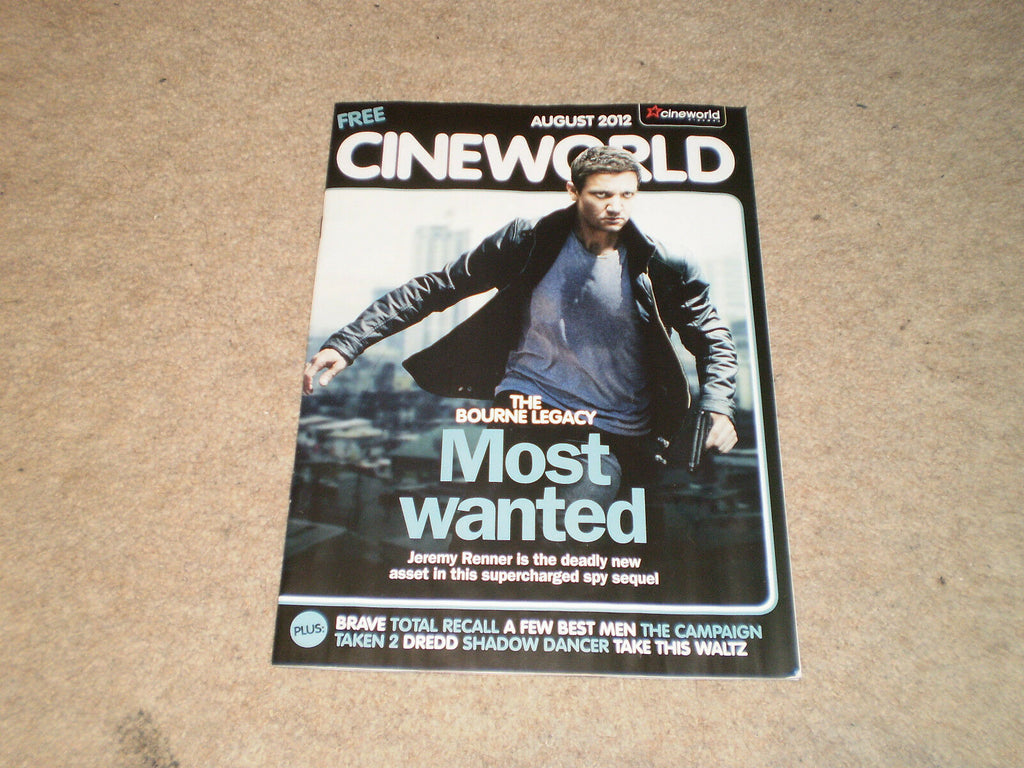 FREE
AUGUST 2012
cineworld
CINEWORLD
THE
BOURNE LEGACY
Most
wanted
Jeremy Renner is the deadly new
asset in this supercharged spy sequel
PLUS:
BRAVE TOTAL RECALL A FEW BEST MEN THE CAMPAIGN
TAKEN 2 DREDD SHADOW DANCER TAKE THIS WALTZ